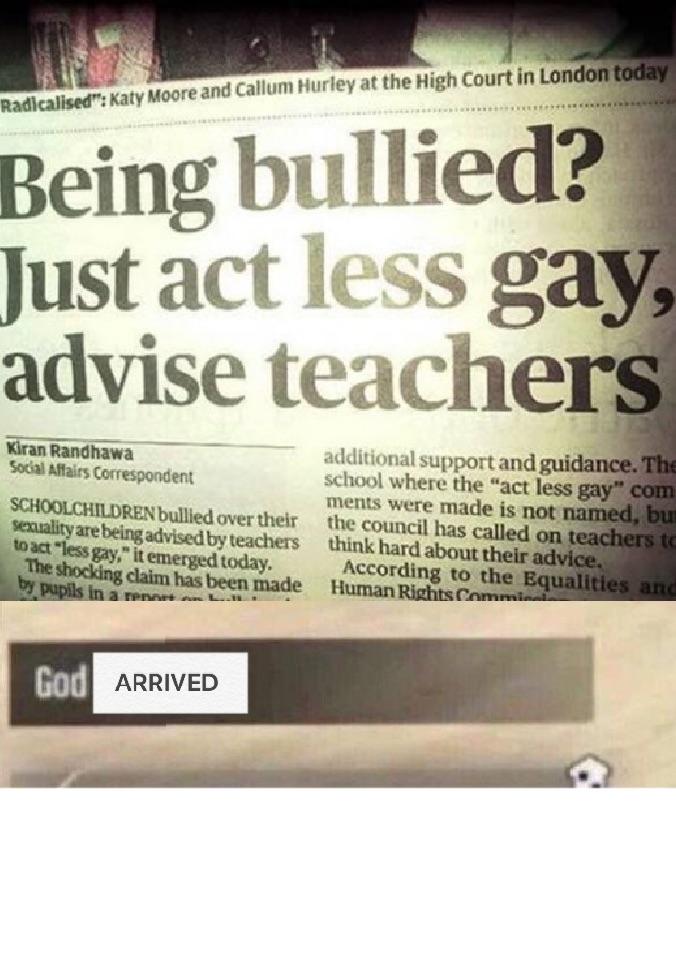 Radicalised": Katy Moore and Callum Hurley at the High Court in London today
Being bullied?
Just act less gay,
advise teachers
Kiran Randhawa
Social Affairs Correspondent
SCHOOLCHILDREN bullied over their
sexuality are being advised by teachers
to act "less gay," it emerged today.
The shocking claim has been made
by pupils in a report on
additional support and guidance. The
school where the "act less gay" com
ments were made is not named, but
the council has called on teachers to
think hard about their advice.
According to the Equalities and
Human Rights
God ARRIVED